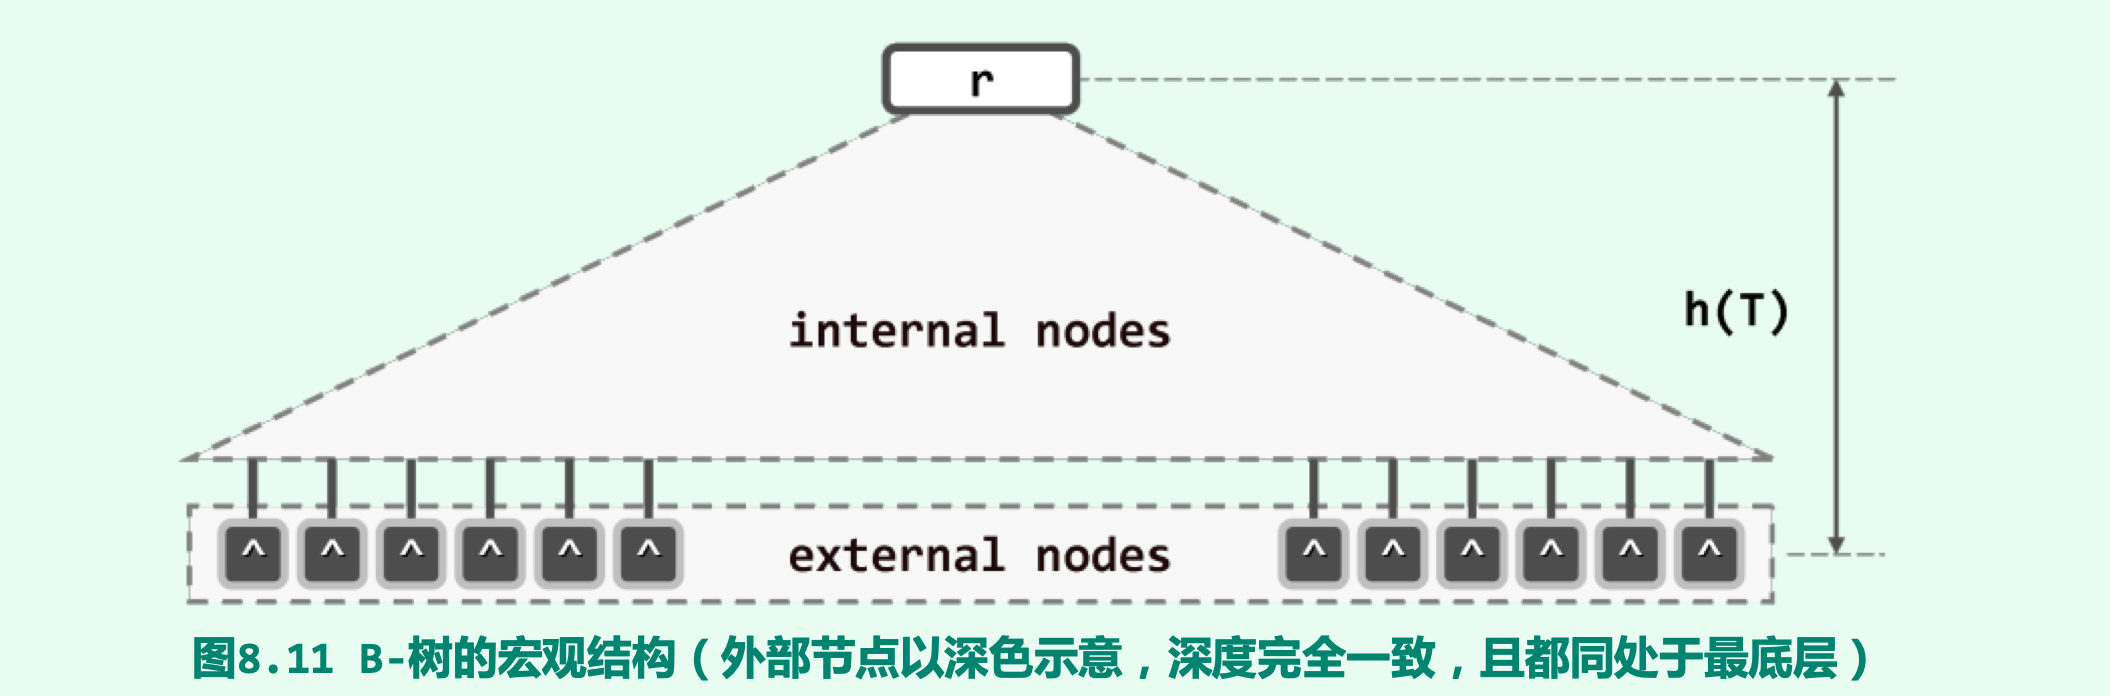 r
h(T)
internal nodes
^ ^ ^ ^ ^ ^ external nodes ^ ^ ^ ^ ^ ^
图8.11 B-树的宏观结构（外部节点以深色示意，深度完全一致，且都同处于最底层）